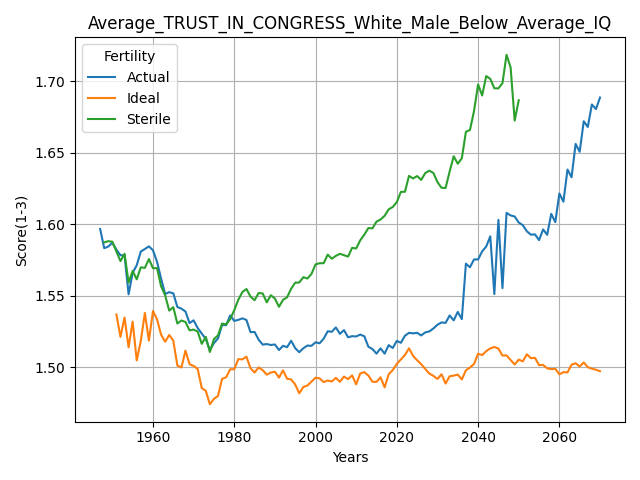 Average_TRUST_IN_CONGRESS_White_Male_Below_Average_IQ
Fertility
Actual
Ideal
Sterile
Score(1-3)
1.70
1.65
1.60
1.55
1.50
1960
1980
2000
2020
2040
2060
Years